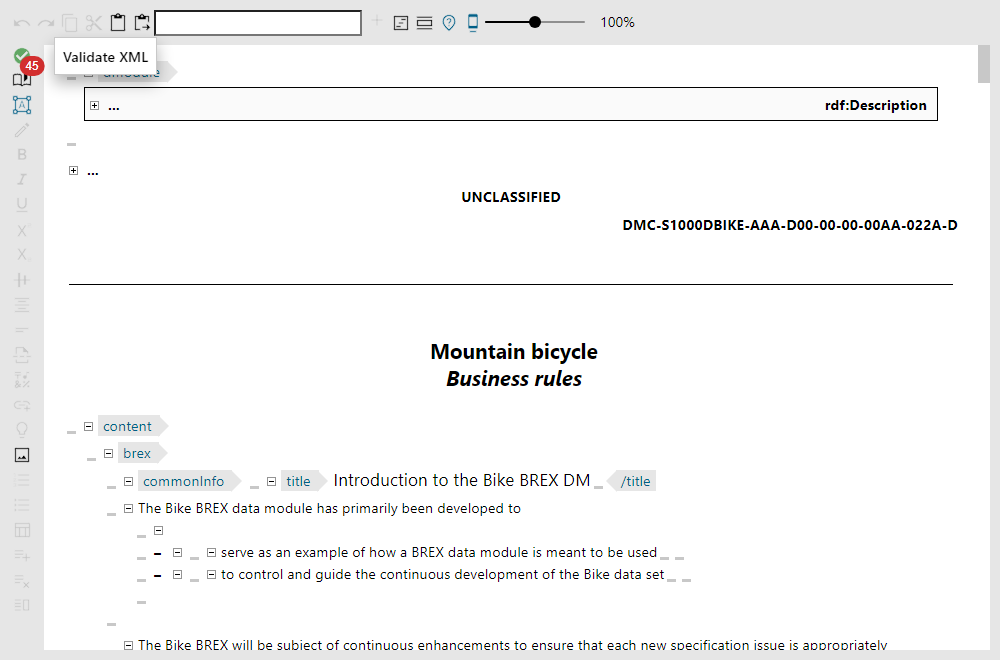 100%
45
Validate XML
dmodule
... rdf:Description
...
UNCLASSIFIED
DMC-S1000DBIKE-AAA-D00-00-00-00AA-022A-D
Mountain bicycle
Business rules
content
brex
commonInfo title Introduction to the Bike BREX DM /title
The Bike BREX data module has primarily been developed to
serve as an example of how a BREX data module is meant to be used
to control and guide the continuous development of the Bike data set
The Bike BREX will be subject of continuous enhancements to ensure that each new specification issue is appropriately